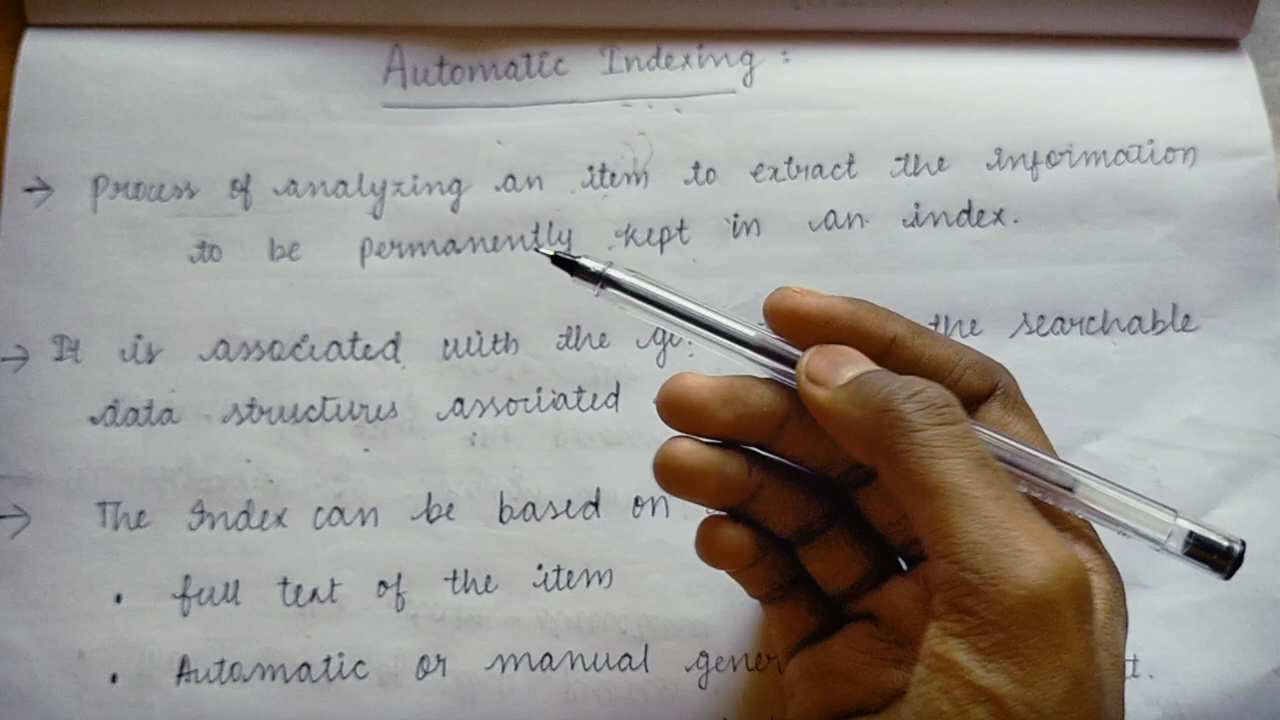 Automatic Indexing :
→ Process of analyzing an item to extract the information
to be permanently kept in an index.
→ It is associated with the the searchable
data structures associated
→ The Index can be based on
• full text of the item
• Automatic or manual